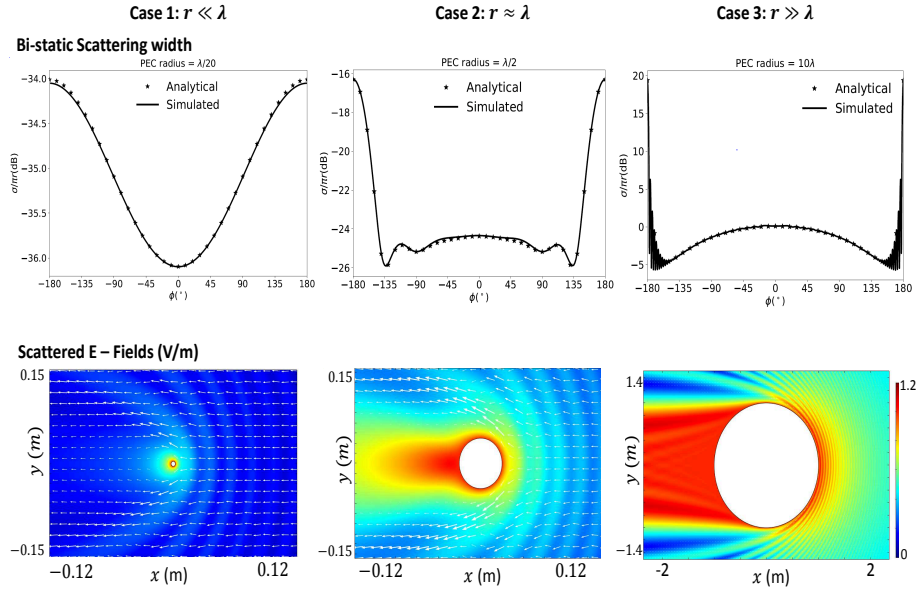 Case 1: r ≪ λ
Case 2: r ≈ λ
Case 3: r ≫ λ
Bi-static Scattering width
PEC radius = λ/20
Analytical
Simulated
σ/πr(dB)
−34.0
−34.5
−35.0
−35.5
−36.0
−180 −135 −90 −45 0 45 90 135 180
ϕ(°)
PEC radius = λ/2
Analytical
Simulated
σ/πr(dB)
−16
−18
−20
−22
−24
−26
−180 −135 −90 −45 0 45 90 135 180
ϕ(°)
PEC radius = 10λ
Analytical
Simulated
σ/πr(dB)
20
15
10
5
0
−5
−180 −135 −90 −45 0 45 90 135 180
ϕ(°)
Scattered E – Fields (V/m)
0.15
y (m)
−0.15
−0.12 x (m) 0.12
0.15
y (m)
−0.15
−0.12 x (m) 0.12
1.4
y (m)
−1.4
-2 x (m) 2
1.2
0